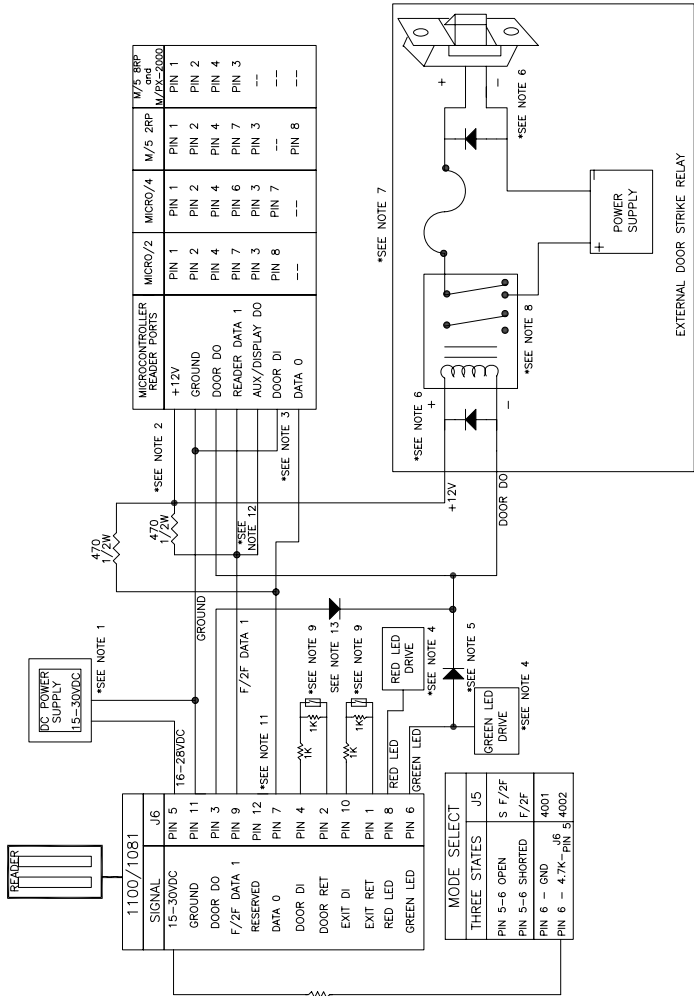 READER
1100/1081
SIGNAL J6
15-30VDC PIN 5
GROUND PIN 11
DOOR DO PIN 3
F/2F DATA 1 PIN 9
RESERVED PIN 12
DATA 0 PIN 7
DOOR DI PIN 4
DOOR RET PIN 2
EXIT DI PIN 10
EXIT RET PIN 1
RED LED PIN 8
GREEN LED PIN 6
DC POWER
SUPPLY
15-30VDC
*SEE NOTE 1
16-28VDC
GROUND
F/2F DATA 1
*SEE NOTE 11
470
1/2W
470
1/2W
*SEE NOTE 2
*SEE
NOTE 12
*SEE NOTE 3
1K
1K
*SEE NOTE 9
*SEE NOTE 13
1K
1K
*SEE NOTE 9
RED LED
GREEN LED
RED LED
DRIVE
*SEE NOTE 4
*SEE NOTE 5
GREEN LED
DRIVE
*SEE NOTE 4
MODE SELECT
THREE STATES J5
PIN 5-6 OPEN S F/2F
PIN 5-6 SHORTED F/2F
PIN 6 - GND 4001
PIN 6 - 4.7K- J6 PIN 5 4002
MICROCONTROLLER
READER PORTS MICRO/2 MICRO/4 M/5 2RP M/5 8RP
and
M/PX-2000
+12V PIN 1 PIN 1 PIN 1 PIN 1
GROUND PIN 2 PIN 2 PIN 2 PIN 2
DOOR DO PIN 4 PIN 4 PIN 4 PIN 4
READER DATA 1 PIN 7 PIN 6 PIN 7 PIN 3
AUX/DISPLAY DO PIN 3 PIN 3 PIN 3 --
DOOR DI PIN 8 PIN 7 -- --
DATA 0 -- -- PIN 8 --
+12V
DOOR DO
*SEE NOTE 6
+
-
*SEE NOTE 8
*SEE NOTE 7
+
-
*SEE NOTE 6
+
-
POWER
SUPPLY
EXTERNAL DOOR STRIKE RELAY